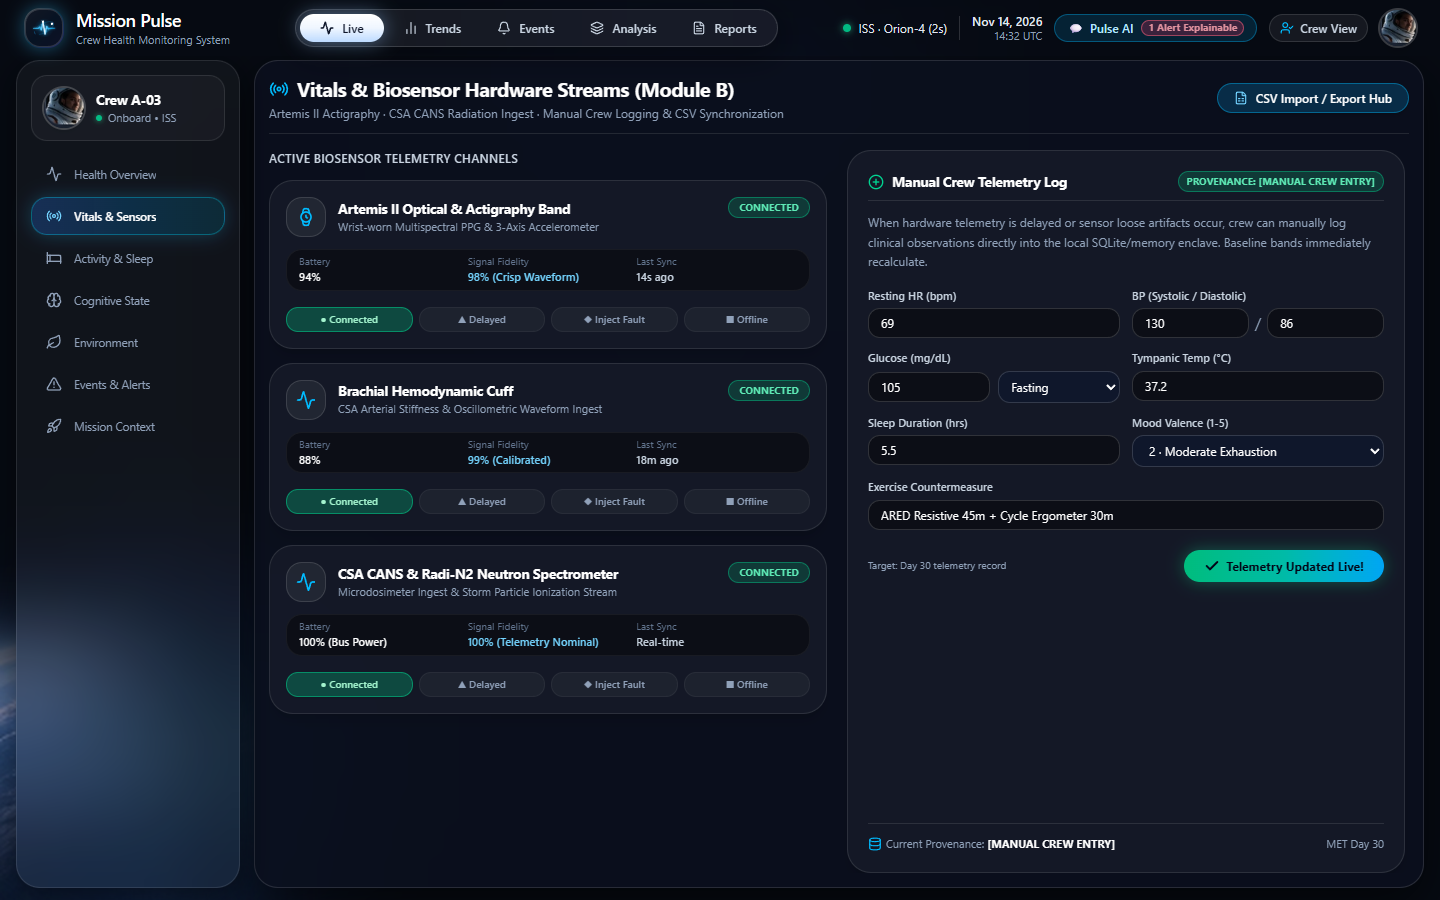 Mission Pulse
Crew Health Monitoring System
Live
Trends
Events
Analysis
Reports
ISS · Orion-4 (2s)
Nov 14, 2026
14:32 UTC
Pulse AI
1 Alert Explainable
Crew View
Crew A-03
Onboard • ISS
Health Overview
Vitals & Sensors
Activity & Sleep
Cognitive State
Environment
Events & Alerts
Mission Context
Vitals & Biosensor Hardware Streams (Module B)
Artemis II Actigraphy · CSA CANS Radiation Ingest · Manual Crew Logging & CSV Synchronization
CSV Import / Export Hub
ACTIVE BIOSENSOR TELEMETRY CHANNELS
Artemis II Optical & Actigraphy Band
Wrist-worn Multispectral PPG & 3-Axis Accelerometer
CONNECTED
Battery
94%
Signal Fidelity
98% (Crisp Waveform)
Last Sync
14s ago
● Connected
▲ Delayed
◆ Inject Fault
■ Offline
Brachial Hemodynamic Cuff
CSA Arterial Stiffness & Oscillometric Waveform Ingest
CONNECTED
Battery
88%
Signal Fidelity
99% (Calibrated)
Last Sync
18m ago
● Connected
▲ Delayed
◆ Inject Fault
■ Offline
CSA CANS & Radi-N2 Neutron Spectrometer
Microdosimeter Ingest & Storm Particle Ionization Stream
CONNECTED
Battery
100% (Bus Power)
Signal Fidelity
100% (Telemetry Nominal)
Last Sync
Real-time
● Connected
▲ Delayed
◆ Inject Fault
■ Offline
Manual Crew Telemetry Log
PROVENANCE: [MANUAL CREW ENTRY]
When hardware telemetry is delayed or sensor loose artifacts occur, crew can manually log
clinical observations directly into the local SQLite/memory enclave. Baseline bands immediately
recalculate.
Resting HR (bpm)
69
BP (Systolic / Diastolic)
130 / 86
Glucose (mg/dL)
105
Fasting
Tympanic Temp (°C)
37.2
Sleep Duration (hrs)
5.5
Mood Valence (1-5)
2 · Moderate Exhaustion
Exercise Countermeasure
ARED Resistive 45m + Cycle Ergometer 30m
Target: Day 30 telemetry record
Telemetry Updated Live!
Current Provenance: [MANUAL CREW ENTRY]
MET Day 30